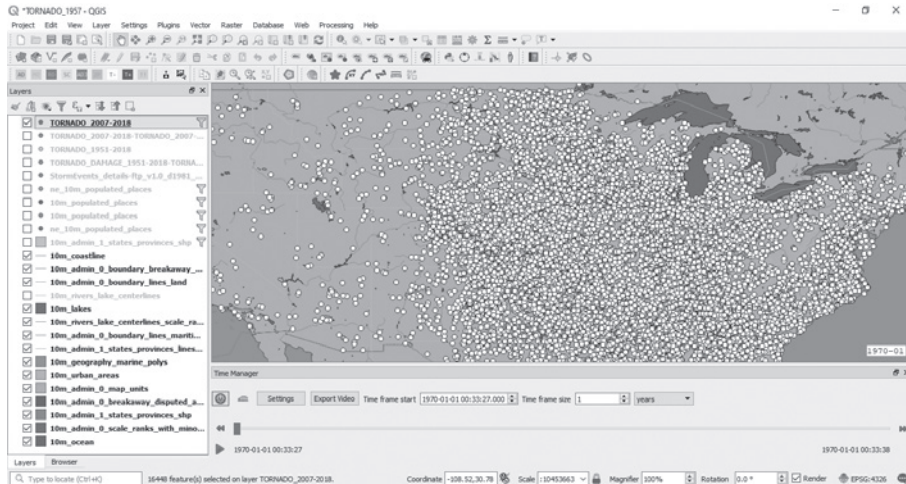 *TORNADO_1957 - QGIS
Project Edit View Layer Settings Plugins Vector Raster Database Web Processing Help
Layers
TORNADO_2007-2018
TORNADO_2007-2018-TORNADO_2007-...
TORNADO_1951-2018
TORNADO_DAMAGE_1951-2018-TORNA...
StormEvents_details-ftp_v1.0_d1981_...
ne_10m_populated_places
10m_populated_places
10m_populated_places
ne_10m_populated_places
10m_admin_1_states_provinces_shp
10m_coastline
10m_admin_0_boundary_breakaway_...
10m_admin_0_boundary_lines_land
10m_rivers_lake_centerlines
10m_lakes
10m_rivers_lake_centerlines_scale_ra...
10m_admin_0_boundary_lines_mariti...
10m_admin_1_states_provinces_lines...
10m_geography_marine_polys
10m_urban_areas
10m_admin_0_map_units
10m_admin_0_breakaway_disputed_a...
10m_admin_1_states_provinces_shp
10m_admin_0_scale_ranks_with_mino...
10m_ocean
Layers Browser
1970-01
Time Manager
Settings Export Video Time frame start 1970-01-01 00:33:27.000 Time frame size 1 years
1970-01-01 00:33:27
1970-01-01 00:33:38
Type to locate (Ctrl+K) 16448 feature(s) selected on layer TORNADO_2007-2018. Coordinate -108.52,30.78 Scale :10453663 Magnifier 100% Rotation 0.0 ° Render EPSG:4326